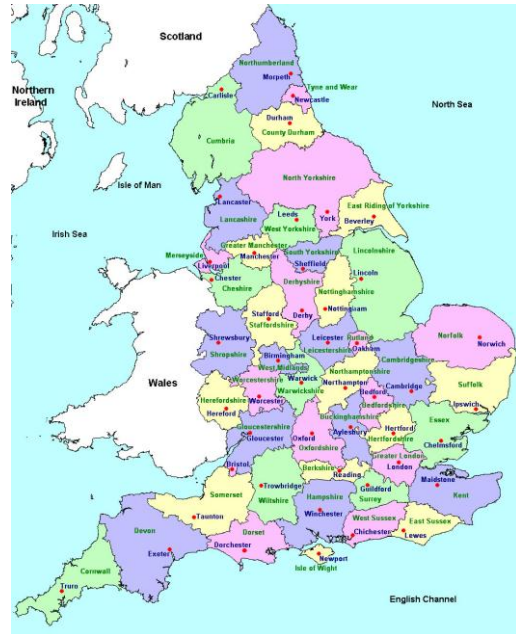 Scotland
Northumberland
Morpeth
Northern
Ireland
Carlisle
Tyne and Wear
Newcastle
North Sea
Durham
County Durham
Cumbria
Isle of Man
North Yorkshire
Lancaster
Lancashire
Leeds
West Yorkshire
York
East Riding of Yorkshire
Beverley
Irish Sea
Greater Manchester
Manchester
South Yorkshire
Sheffield
Lincolnshire
Merseyside
Liverpool
Chester
Cheshire
Derbyshire
Lincoln
Nottinghamshire
Stafford
Staffordshire
Derby
Nottingham
Shrewsbury
Shropshire
Leicester
Leicestershire
Rutland
Oakham
Norfolk
Norwich
Birmingham
West Midlands
Cambridgeshire
Wales
Worcestershire
Worcester
Warwick
Warwickshire
Northamptonshire
Northampton
Bedford
Bedfordshire
Cambridge
Suffolk
Ipswich
Herefordshire
Hereford
Gloucestershire
Gloucester
Oxford
Oxfordshire
Buckinghamshire
Aylesbury
Hertford
Hertfordshire
Essex
Chelmsford
Greater London
London
Bristol
Berkshire
Reading
Trowbridge
Wiltshire
Somerset
Taunton
Hampshire
Winchester
Guildford
Surrey
Maidstone
Kent
Devon
Exeter
Dorset
Dorchester
West Sussex
Chichester
East Sussex
Lewes
Newport
Isle of Wight
Cornwall
Truro
English Channel